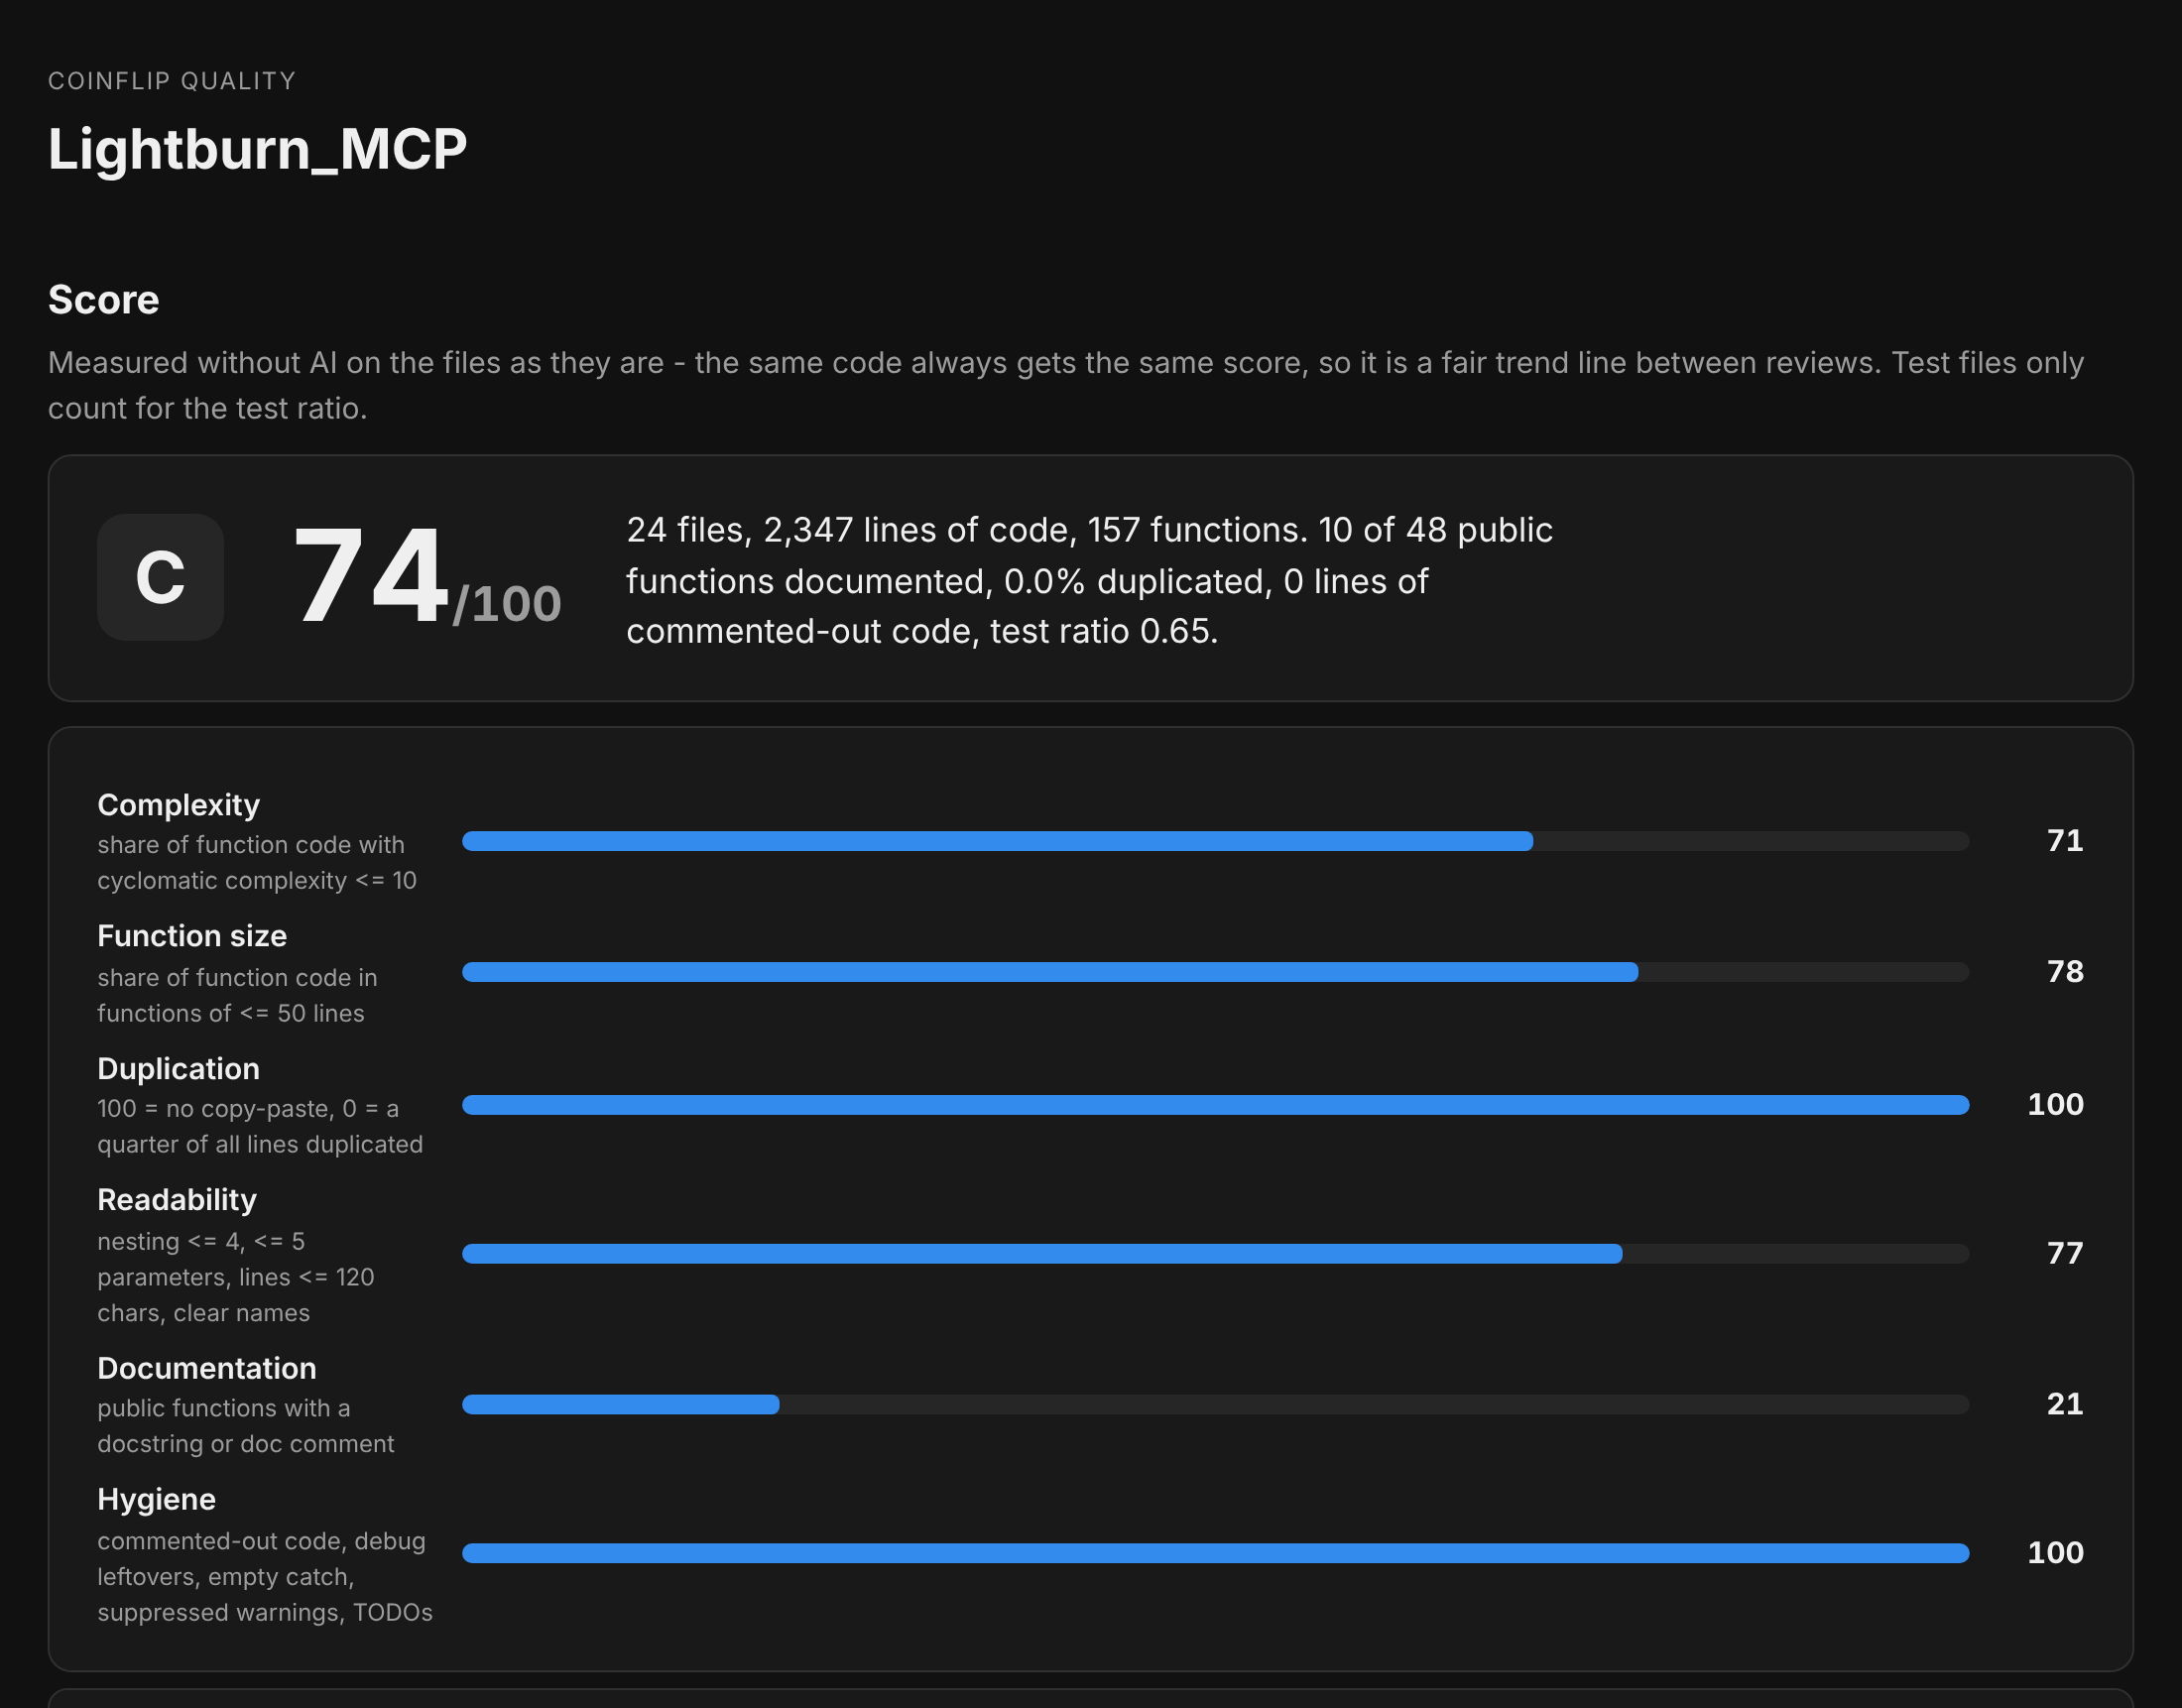 COINFLIP QUALITY
Lightburn_MCP
Score
Measured without AI on the files as they are - the same code always gets the same score, so it is a fair trend line between reviews. Test files only
count for the test ratio.
C
74/100
24 files, 2,347 lines of code, 157 functions. 10 of 48 public
functions documented, 0.0% duplicated, 0 lines of
commented-out code, test ratio 0.65.
Complexity
share of function code with
cyclomatic complexity <= 10
71
Function size
share of function code in
functions of <= 50 lines
78
Duplication
100 = no copy-paste, 0 = a
quarter of all lines duplicated
100
Readability
nesting <= 4, <= 5
parameters, lines <= 120
chars, clear names
77
Documentation
public functions with a
docstring or doc comment
21
Hygiene
commented-out code, debug
leftovers, empty catch,
suppressed warnings, TODOs
100